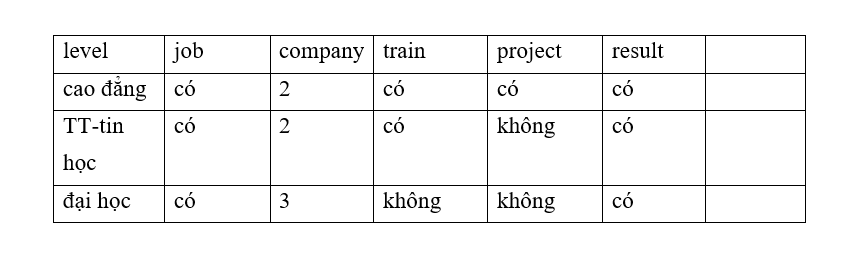 level job company train project result
cao đẳng có 2 có có có
TT-tin có 2 có không có
học
đại học có 3 không không có